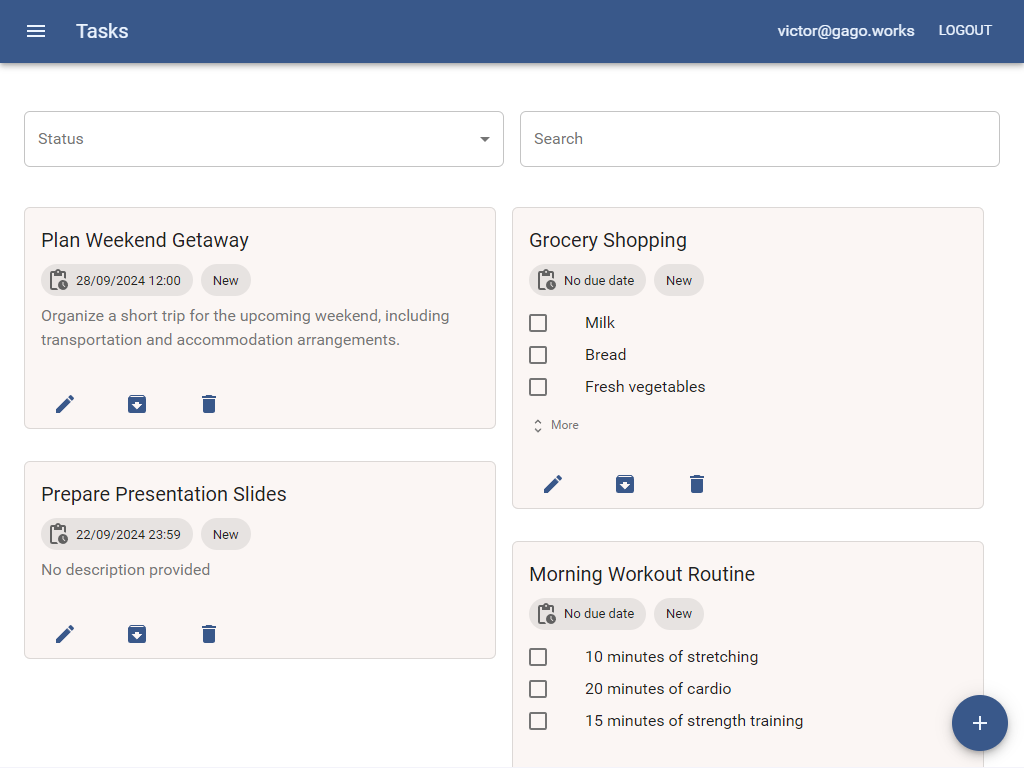 Tasks
victor@gago.works
LOGOUT
Status
Search
Plan Weekend Getaway
28/09/2024 12:00
New
Organize a short trip for the upcoming weekend, including
transportation and accommodation arrangements.
Prepare Presentation Slides
22/09/2024 23:59
New
No description provided
Grocery Shopping
No due date
New
Milk
Bread
Fresh vegetables
More
Morning Workout Routine
No due date
New
10 minutes of stretching
20 minutes of cardio
15 minutes of strength training